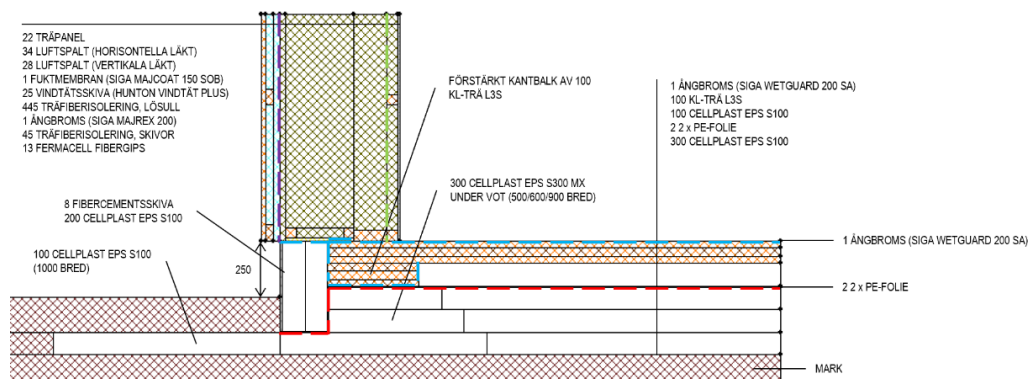 22 TRÄPANEL
34 LUFTSPALT (HORISONTELLA LÄKT)
28 LUFTSPALT (VERTIKALA LÄKT)
1 FUKTMEMBRAN (SIGA MAJCOAT 150 SOB)
25 VINDTÄTSSKIVA (HUNTON VINDTÄT PLUS)
445 TRÄFIBERISOLERING, LÖSULL
1 ÅNGBROMS (SIGA MAJREX 200)
45 TRÄFIBERISOLERING, SKIVOR
13 FERMACELL FIBERGIPS
FÖRSTÄRKT KANTBALK AV 100
KL-TRÄ L3S
1 ÅNGBROMS (SIGA WETGUARD 200 SA)
100 KL-TRÄ L3S
100 CELLPLAST EPS S100
2 2 x PE-FOLIE
300 CELLPLAST EPS S100
300 CELLPLAST EPS S300 MX
UNDER VOT (500/600/900 BRED)
8 FIBERCEMENTSSKIVA
200 CELLPLAST EPS S100
100 CELLPLAST EPS S100
(1000 BRED)
250
1 ÅNGBROMS (SIGA WETGUARD 200 SA)
2 2 x PE-FOLIE
MARK